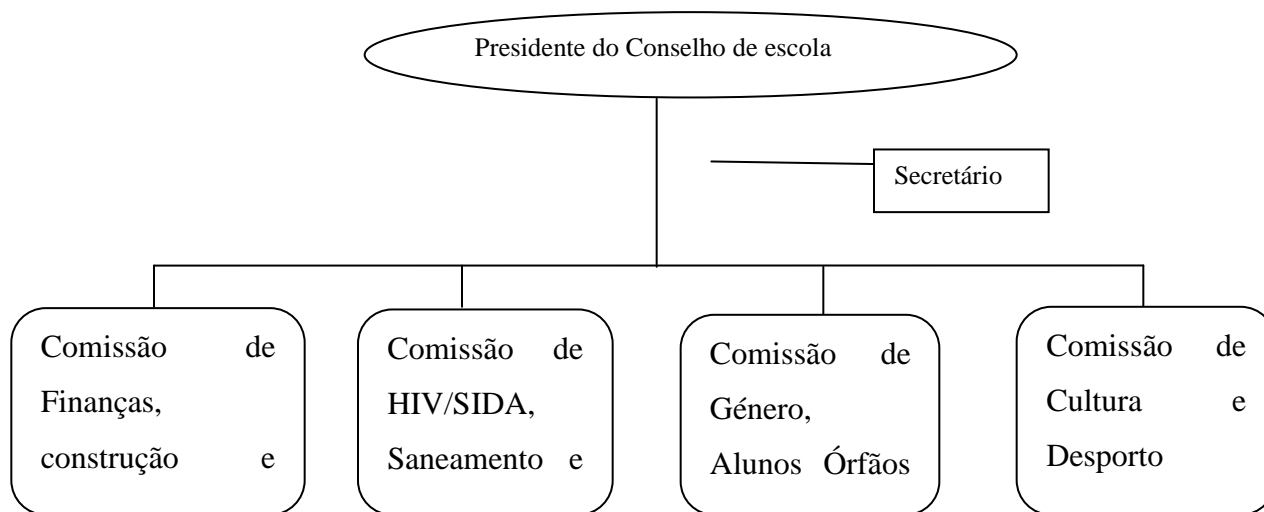 Presidente do Conselho de escola
Secretário
Comissão de
Finanças,
construção e
Comissão de
HIV/SIDA,
Saneamento e
Comissão de
Género,
Alunos Órfãos
Comissão de
Cultura e
Desporto